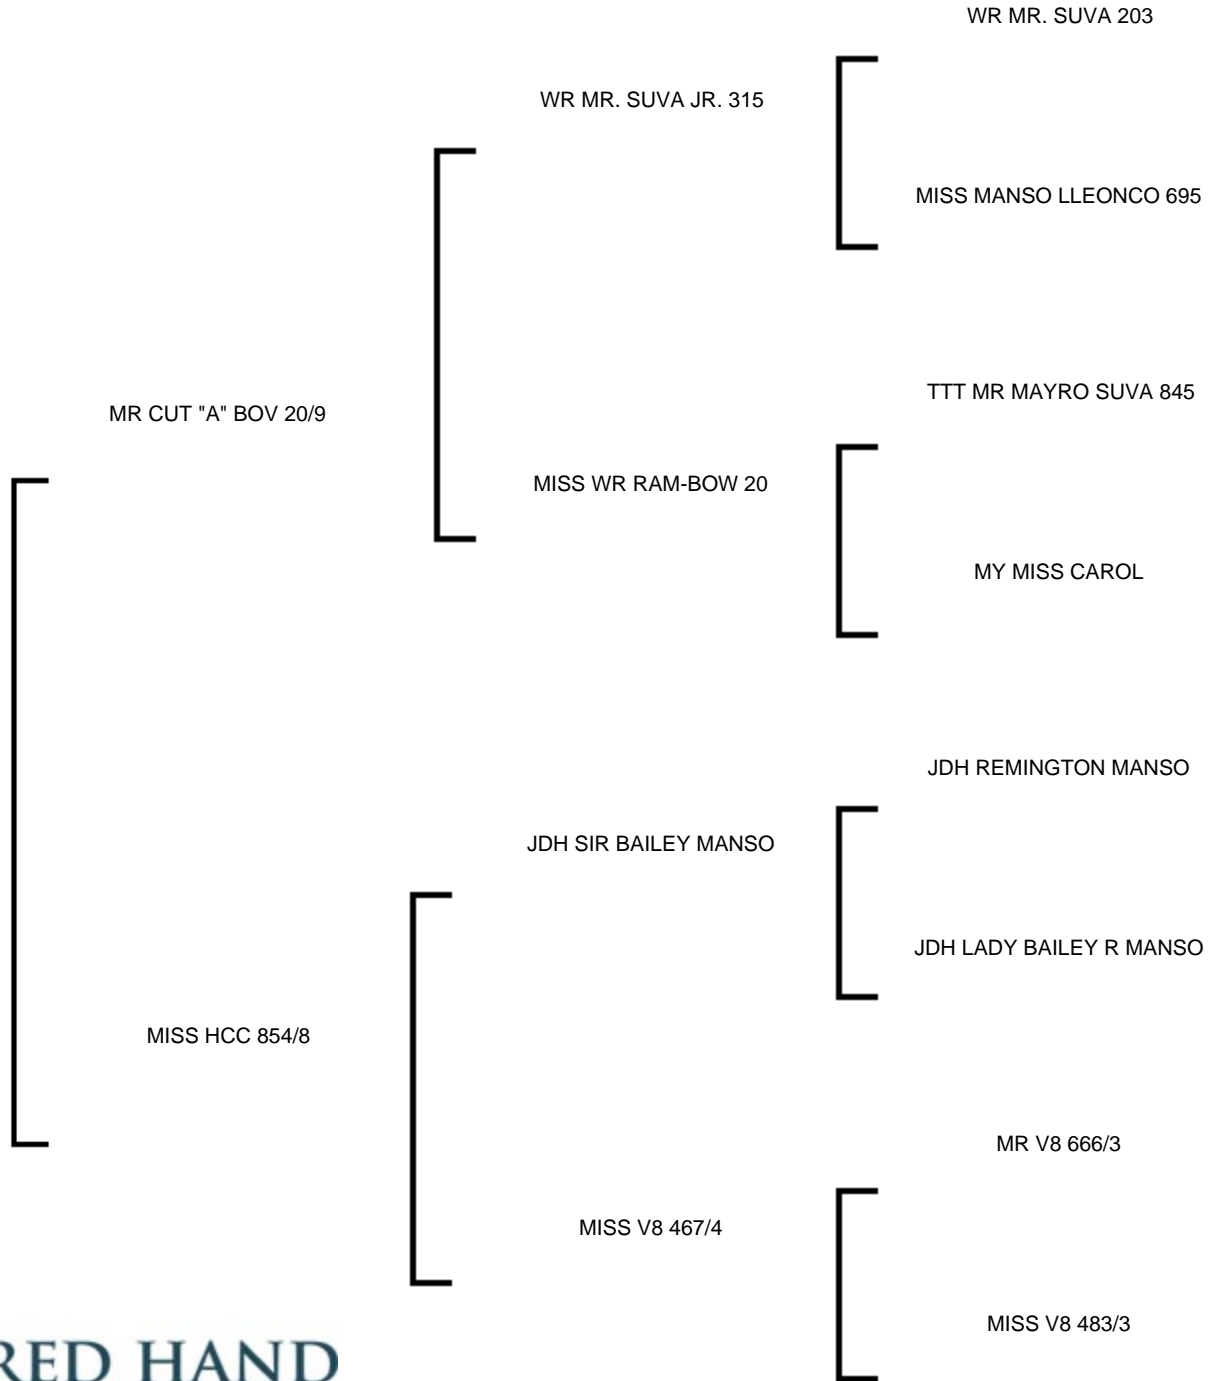 WR MR. SUVA 203
WR MR. SUVA JR. 315
MISS MANSO LLEONCO 695
TTT MR MAYRO SUVA 845
MR CUT "A" BOV 20/9
MISS WR RAM-BOW 20
MY MISS CAROL
JDH REMINGTON MANSO
JDH SIR BAILEY MANSO
JDH LADY BAILEY R MANSO
MISS HCC 854/8
MR V8 666/3
MISS V8 467/4
MISS V8 483/3
RED HAND